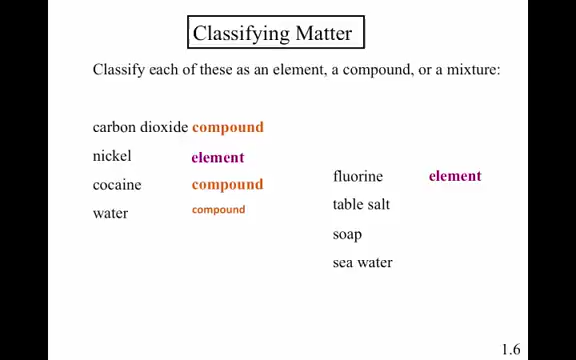 Classifying Matter
Classify each of these as an element, a compound, or a mixture:
carbon dioxide compound
nickel element
cocaine compound
water compound
fluorine element
table salt
soap
sea water
1.6